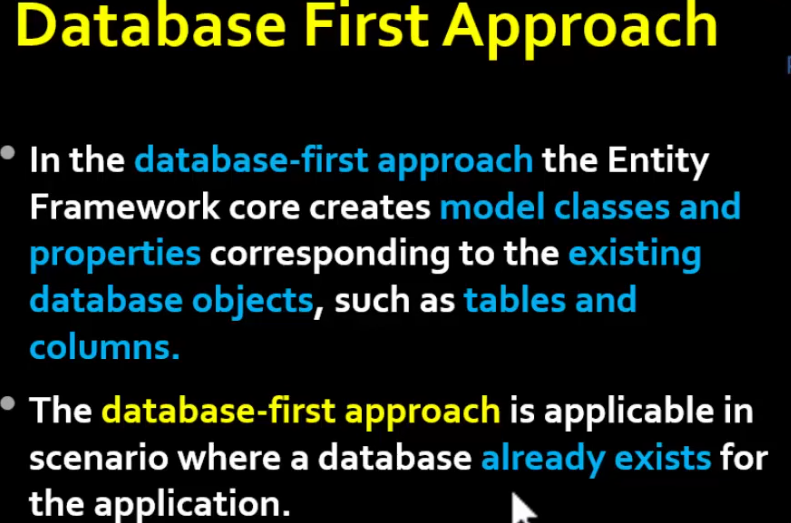 Database First Approach
• In the database-first approach the Entity
Framework core creates model classes and
properties corresponding to the existing
database objects, such as tables and
columns.
• The database-first approach is applicable in
scenario where a database already exists for
the application.